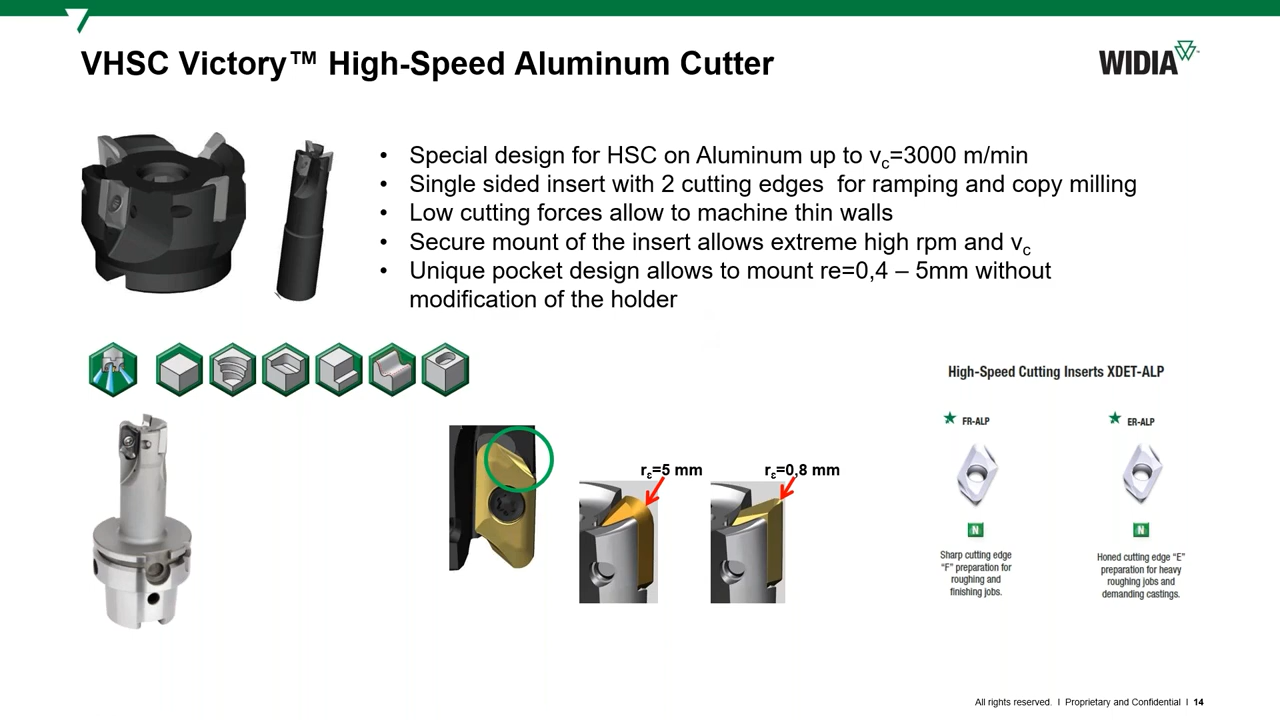 VHSC Victory™ High-Speed Aluminum Cutter
WIDIA™
• Special design for HSC on Aluminum up to vc=3000 m/min
• Single sided insert with 2 cutting edges for ramping and copy milling
• Low cutting forces allow to machine thin walls
• Secure mount of the insert allows extreme high rpm and vc
• Unique pocket design allows to mount re=0,4 – 5mm without
modification of the holder
High-Speed Cutting Inserts XDET-ALP
FR-ALP
ER-ALP
rε=5 mm
rε=0,8 mm
N
N
Sharp cutting edge
“F” preparation for
roughing and
finishing jobs.
Honed cutting edge “E”
preparation for heavy
roughing jobs and
demanding castings.
All rights reserved. I Proprietary and Confidential I 14